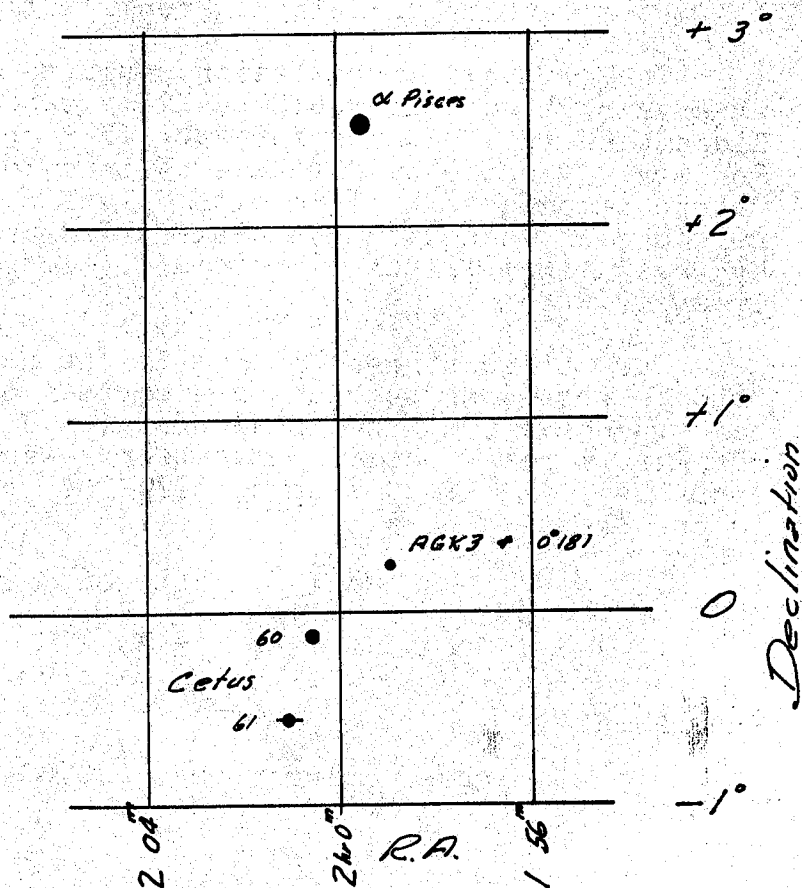 + 3°
α Pisces
+2°
+1°
AGK3 + 0°181
0
60
Cetus
61
Declination
-1°
2 04ᵐ
2hr 0ᵐ
R.A.
1 56ᵐ